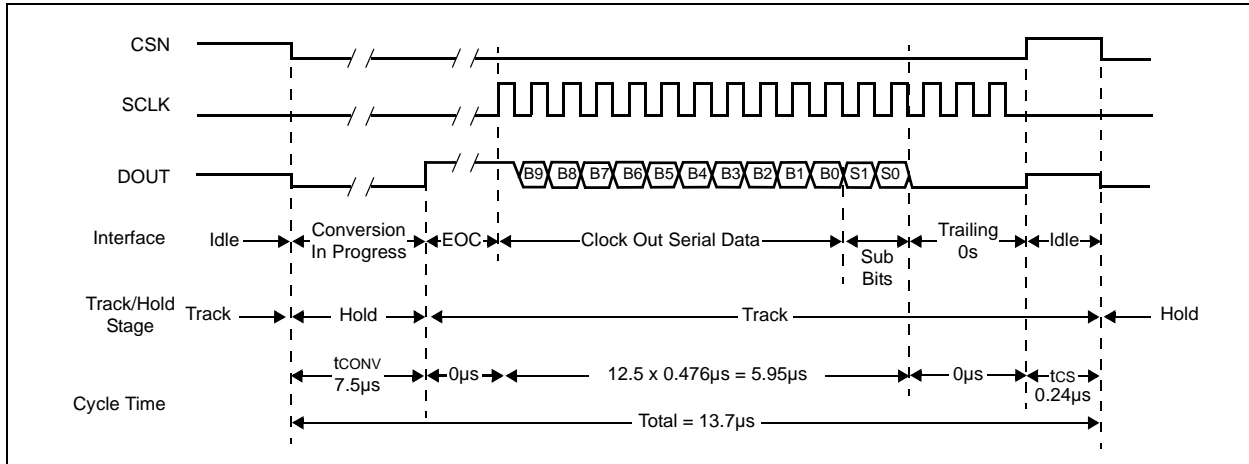 CSN
SCLK
DOUT
B9 B8 B7 B6 B5 B4 B3 B2 B1 B0 S1 S0
Interface
Idle
Conversion
In Progress
EOC
Clock Out Serial Data
Sub
Bits
Trailing
0s
Idle
Track/Hold
Stage
Track
Hold
Track
Hold
Cycle Time
tCONV
7.5µs
0µs
12.5 x 0.476µs = 5.95µs
0µs
tCS
0.24µs
Total = 13.7µs